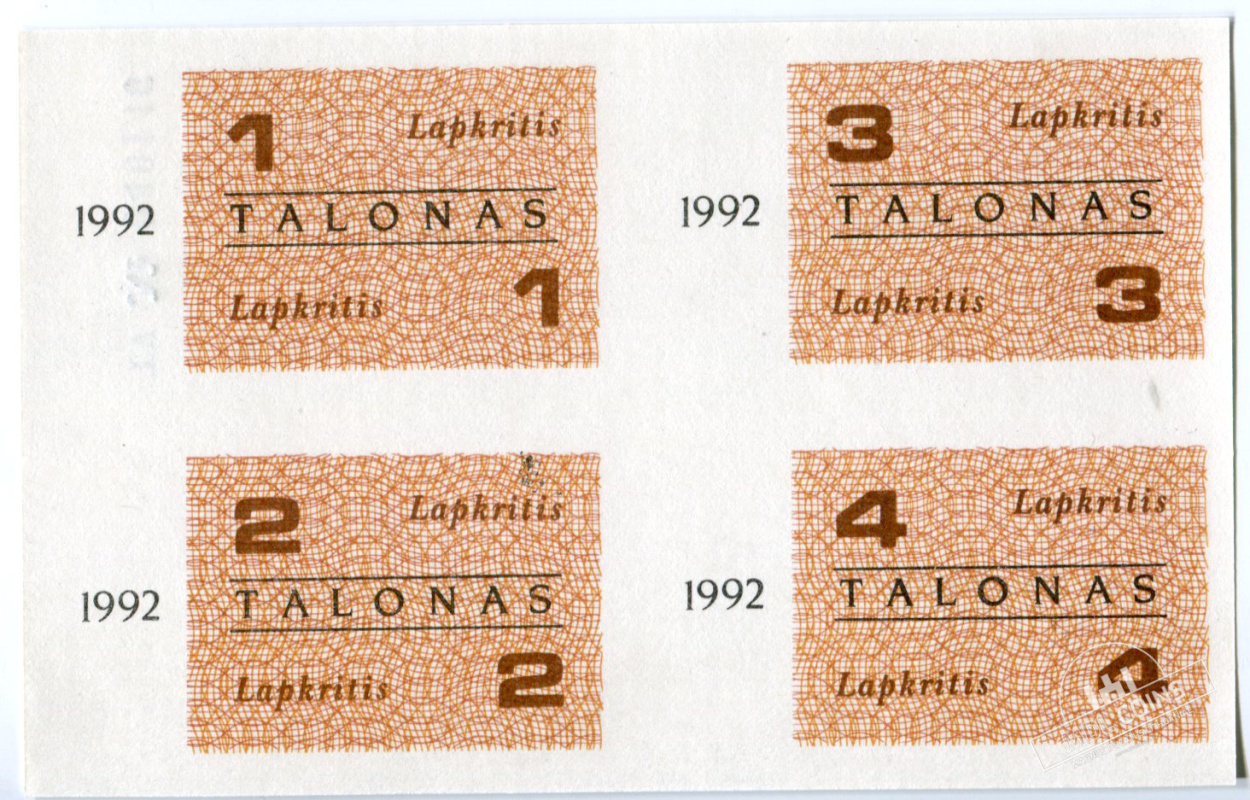 1992
1 Lapkritis
TALONAS
Lapkritis 1
1992
3 Lapkritis
TALONAS
Lapkritis 3
1992
2 Lapkritis
TALONAS
Lapkritis 2
1992
4 Lapkritis
TALONAS
Lapkritis 4